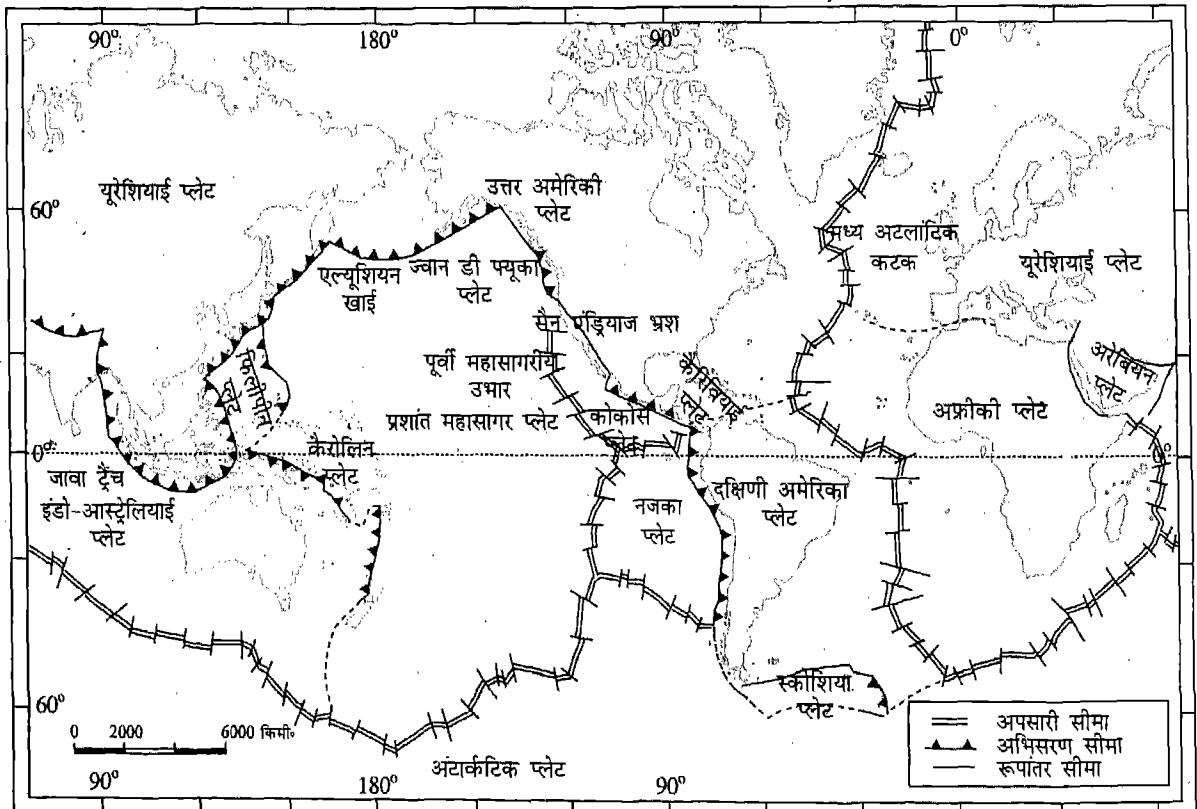 90°
180°
90°
0°
यूरेशियाई प्लेट
60°
उत्तर अमेरिकी
प्लेट
मध्य अटलांटिक
कटक
यूरेशियाई प्लेट
एल्यूशियन
खाई
ज्वान डी फ्यूका
प्लेट
सैन एंड्रियाज भ्रश
फिलीपीन
प्लेट
पूर्वी महासागरीय
उभार
कैरिबियाई
प्लेट
अरेबियन
प्लेट
प्रशांत महासागर प्लेट
कोकोस
प्लेट
अफ्रीकी प्लेट
कैरोलिन
प्लेट
0°
0°
जावा ट्रैंच
इंडो-आस्ट्रेलियाई
प्लेट
नजका
प्लेट
दक्षिणी अमेरिका
प्लेट
स्कोशिया
प्लेट
60°
0 2000 6000 किमी॰
90°
180°
अंटार्कटिक प्लेट
90°
अपसारी सीमा
अभिसरण सीमा
रूपांतर सीमा